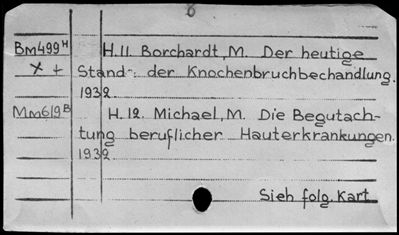 8
Bm499ᴴ H.11. Borchardt, M. Der heutige
× + Stand der Knochenbruchbehandlung.
1932.
Mm619ᴮ H.12. Michael, M. Die Begutach-
tung beruflicher Hauterkrankungen.
1932.
Sieh folg. Kart.